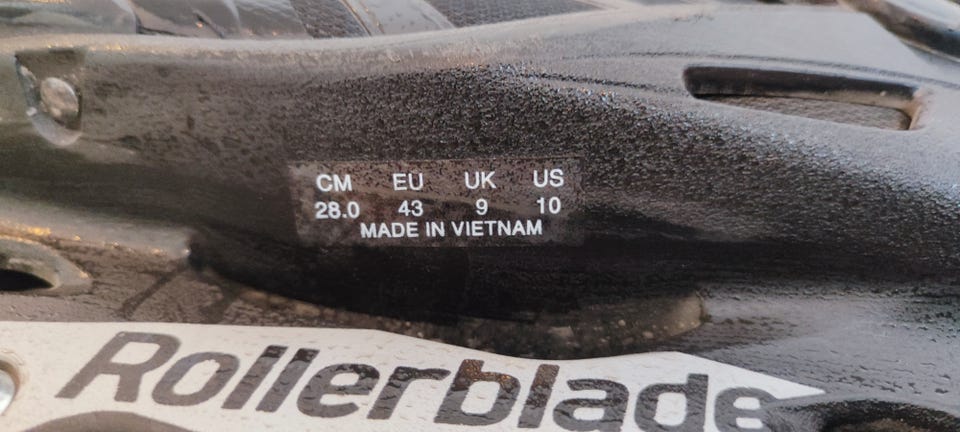 CM EU UK US
28.0 43 9 10
MADE IN VIETNAM
Rollerblade